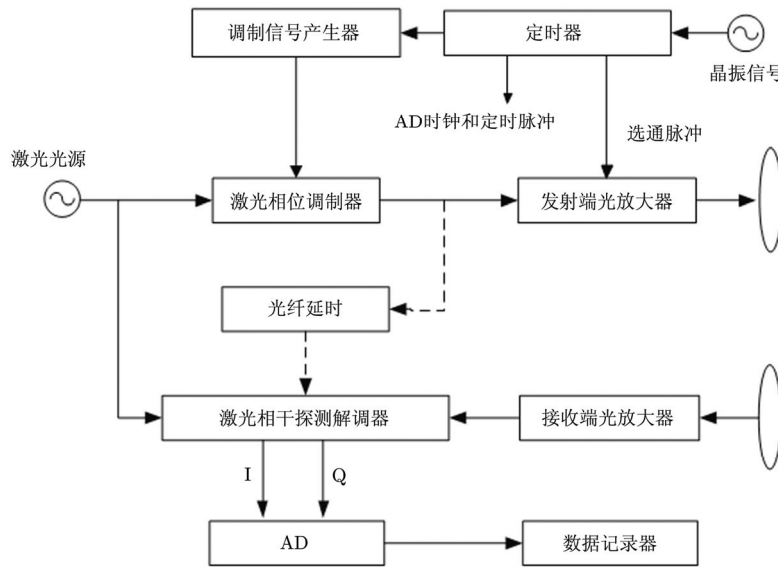 调制信号产生器
定时器
晶振信号
AD时钟和定时脉冲
选通脉冲
激光光源
激光相位调制器
发射端光放大器
光纤延时
激光相干探测解调器
接收端光放大器
I
Q
AD
数据记录器